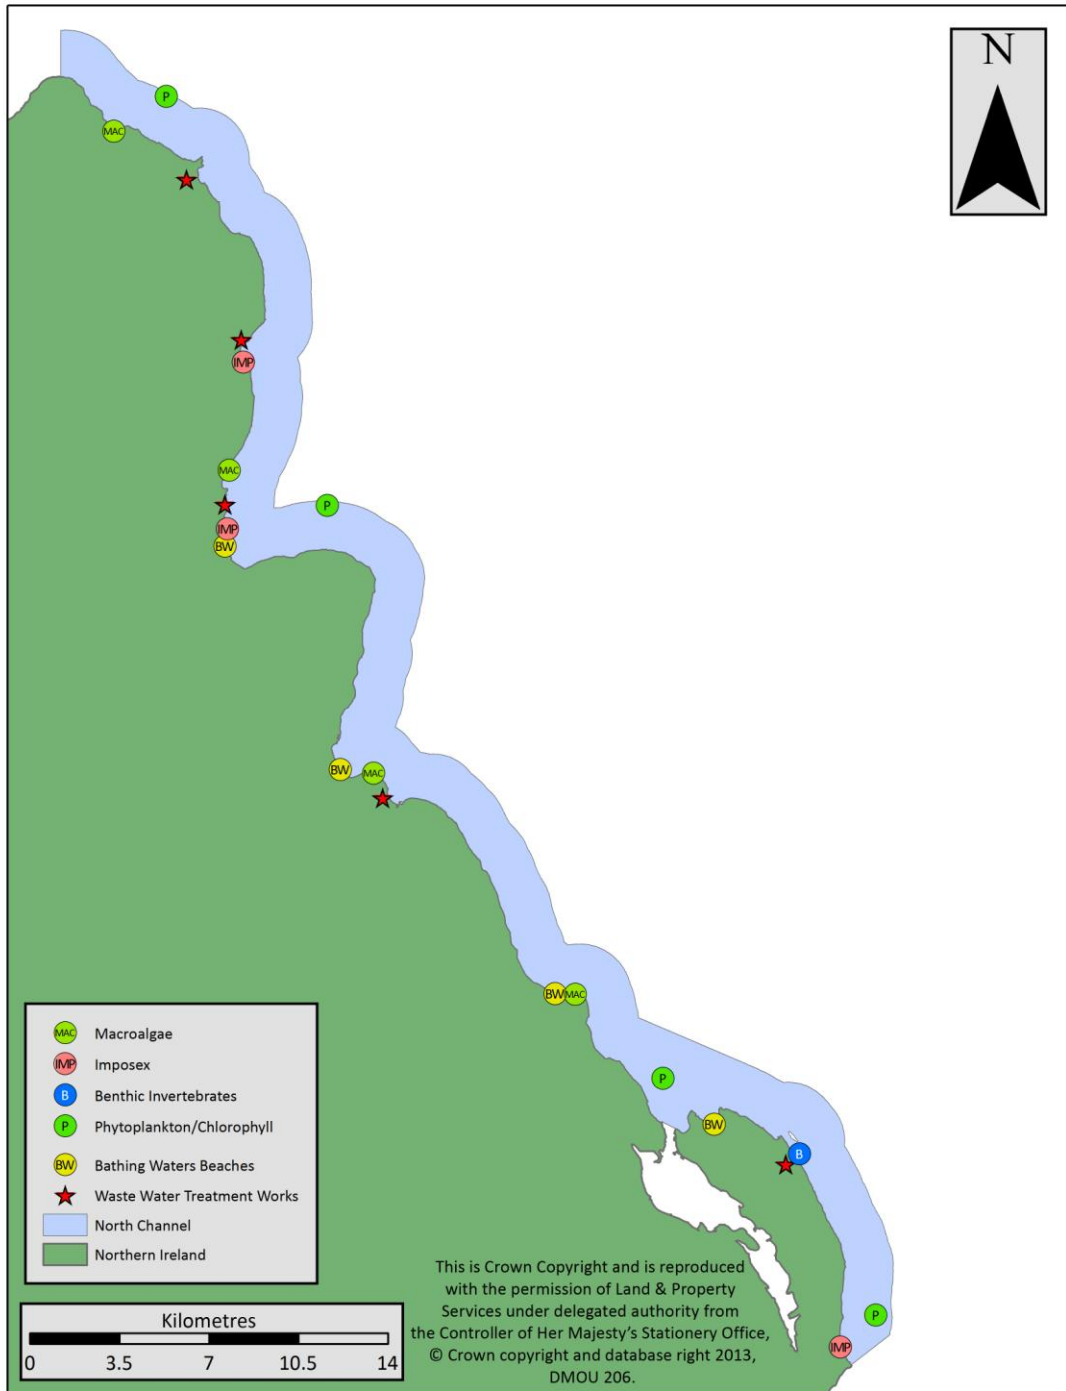 N
P
MAC
IMP
MAC
P
IMP
BW
BW
MAC
BW
MAC
P
BW
B
P
IMP
MAC Macroalgae
IMP Imposex
B Benthic Invertebrates
P Phytoplankton/Chlorophyll
BW Bathing Waters Beaches
Waste Water Treatment Works
North Channel
Northern Ireland
Kilometres
0 3.5 7 10.5 14
This is Crown Copyright and is reproduced
with the permission of Land & Property
Services under delegated authority from
the Controller of Her Majesty's Stationery Office,
© Crown copyright and database right 2013,
DMOU 206.